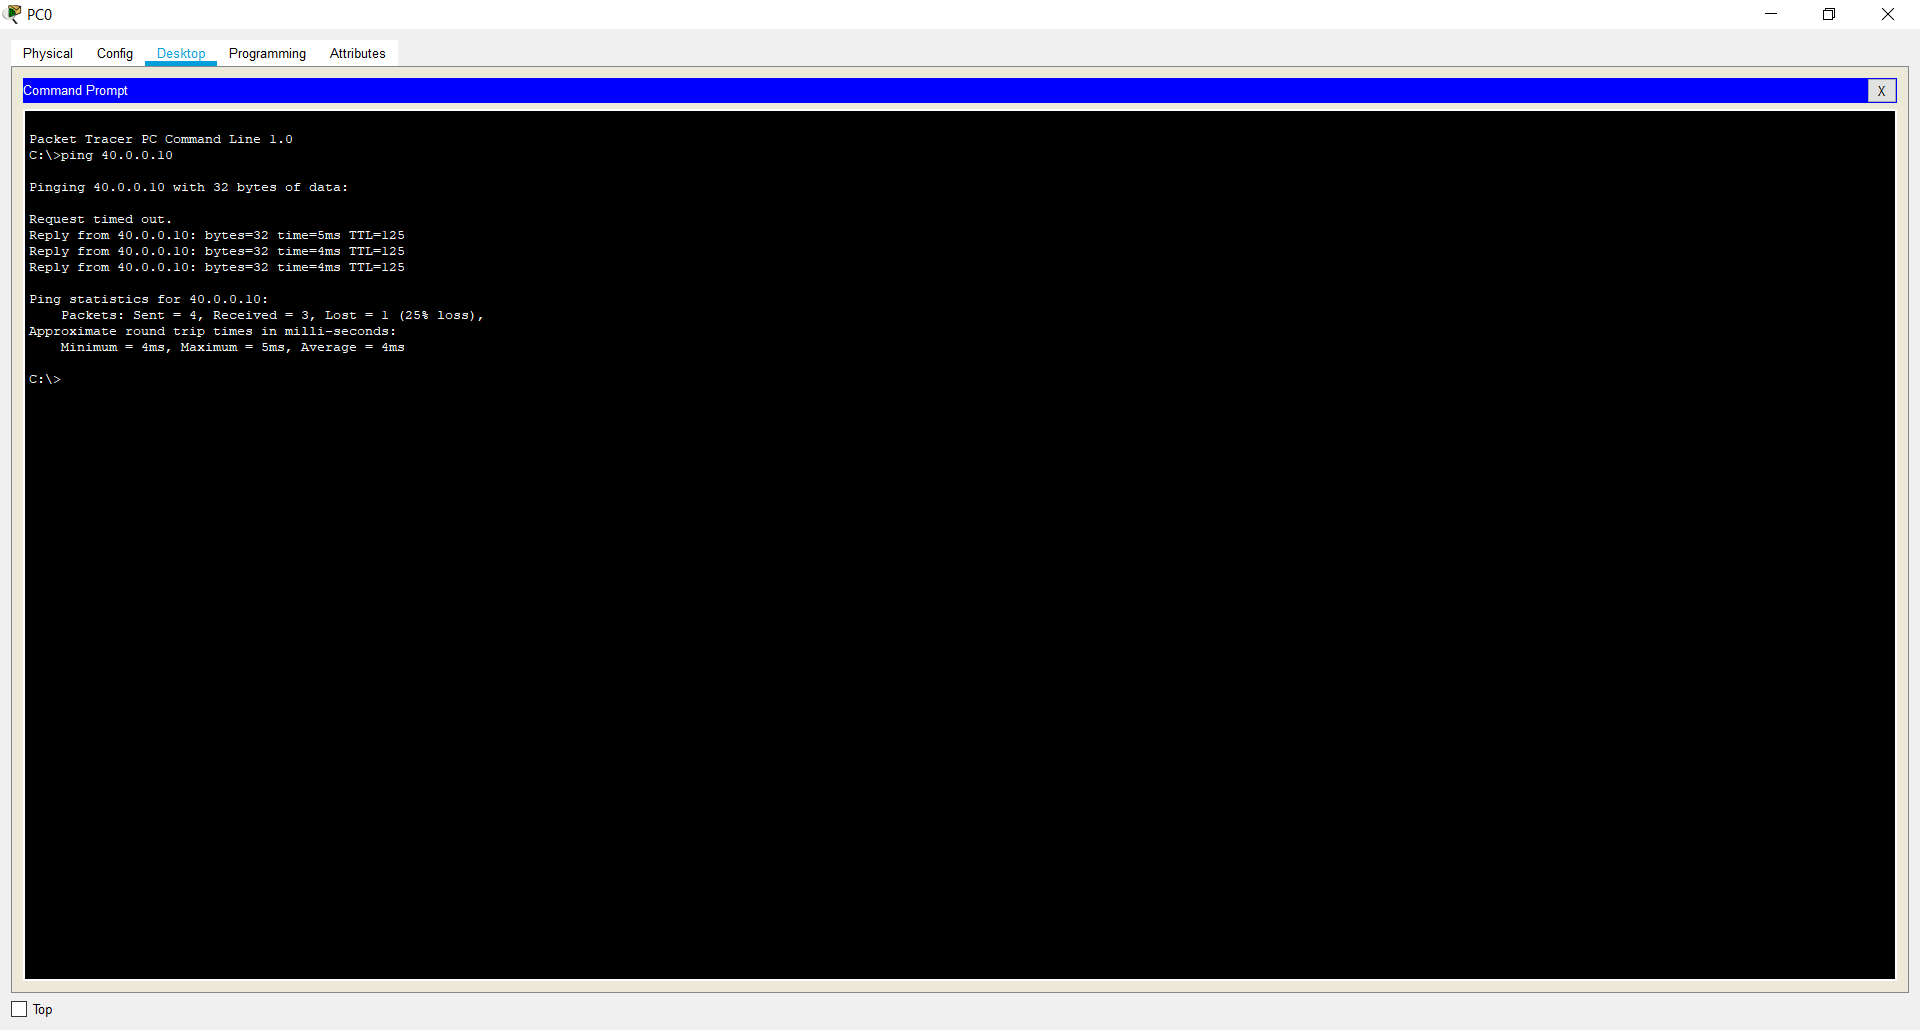 PC0
Physical Config Desktop Programming Attributes
Command Prompt X
Packet Tracer PC Command Line 1.0
C:\>ping 40.0.0.10
Pinging 40.0.0.10 with 32 bytes of data:
Request timed out.
Reply from 40.0.0.10: bytes=32 time=5ms TTL=125
Reply from 40.0.0.10: bytes=32 time=4ms TTL=125
Reply from 40.0.0.10: bytes=32 time=4ms TTL=125
Ping statistics for 40.0.0.10:
Packets: Sent = 4, Received = 3, Lost = 1 (25% loss),
Approximate round trip times in milli-seconds:
Minimum = 4ms, Maximum = 5ms, Average = 4ms
C:\>
Top